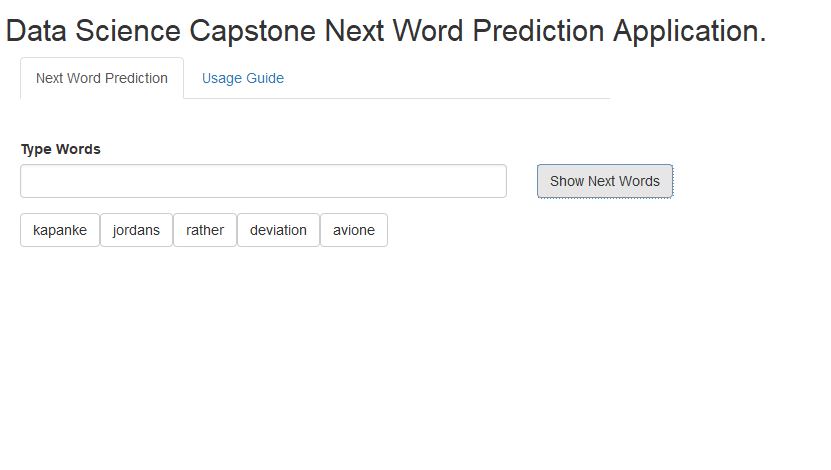 Data Science Capstone Next Word Prediction Application.
Next Word Prediction Usage Guide
Type Words
Show Next Words
kapanke jordans rather deviation avione